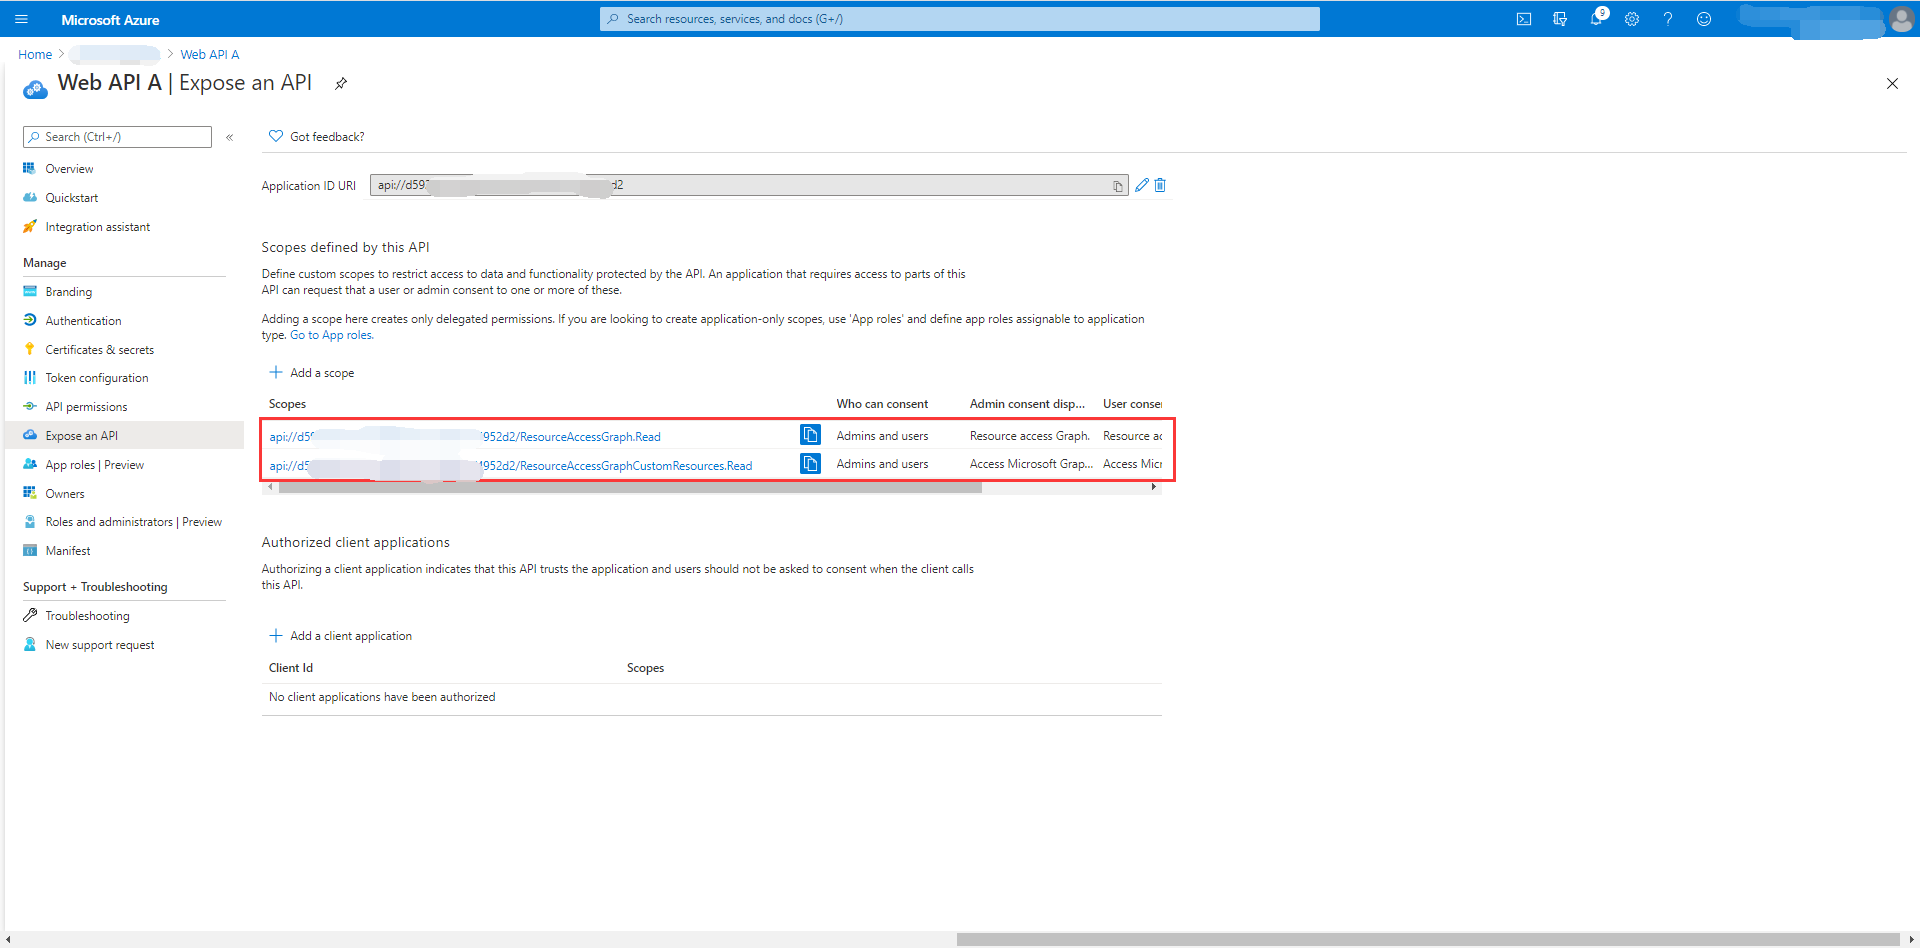 Microsoft Azure
Search resources, services, and docs (G+/)
9
Home > Web API A
Web API A | Expose an API
Search (Ctrl+/)
«
Got feedback?
Overview
Quickstart
Integration assistant
Manage
Branding
Authentication
Certificates & secrets
Token configuration
API permissions
Expose an API
App roles | Preview
Owners
Roles and administrators | Preview
Manifest
Support + Troubleshooting
Troubleshooting
New support request
Application ID URI
api://d59 d2
Scopes defined by this API
Define custom scopes to restrict access to data and functionality protected by the API. An application that requires access to parts of this
API can request that a user or admin consent to one or more of these.
Adding a scope here creates only delegated permissions. If you are looking to create application-only scopes, use 'App roles' and define app roles assignable to application
type. Go to App roles.
Add a scope
Scopes Who can consent Admin consent disp... User conse
api://d5 952d2/ResourceAccessGraph.Read Admins and users Resource access Graph. Resource ac
api://d5 952d2/ResourceAccessGraphCustomResources.Read Admins and users Access Microsoft Grap... Access Micr
Authorized client applications
Authorizing a client application indicates that this API trusts the application and users should not be asked to consent when the client calls
this API.
Add a client application
Client Id Scopes
No client applications have been authorized